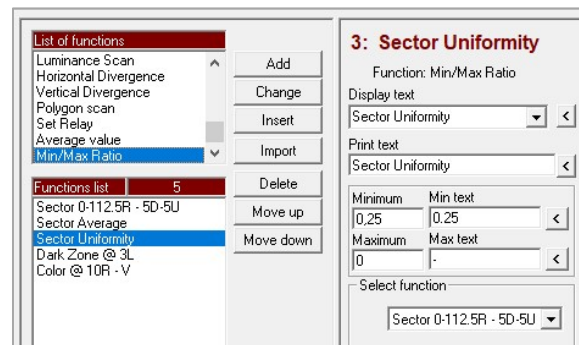 List of functions
Luminance Scan
Horizontal Divergence
Vertical Divergence
Polygon scan
Set Relay
Average value
Min/Max Ratio
Functions list 5
Sector 0-112.5R - 5D-5U
Sector Average
Sector Uniformity
Dark Zone @ 3L
Color @ 10R - V
Add
Change
Insert
Import
Delete
Move up
Move down
3: Sector Uniformity
Function: Min/Max Ratio
Display text
Sector Uniformity <
Print text
Sector Uniformity <
Minimum Min text
0,25 0.25 <
Maximum Max text
0 - <
Select function
Sector 0-112.5R - 5D-5U